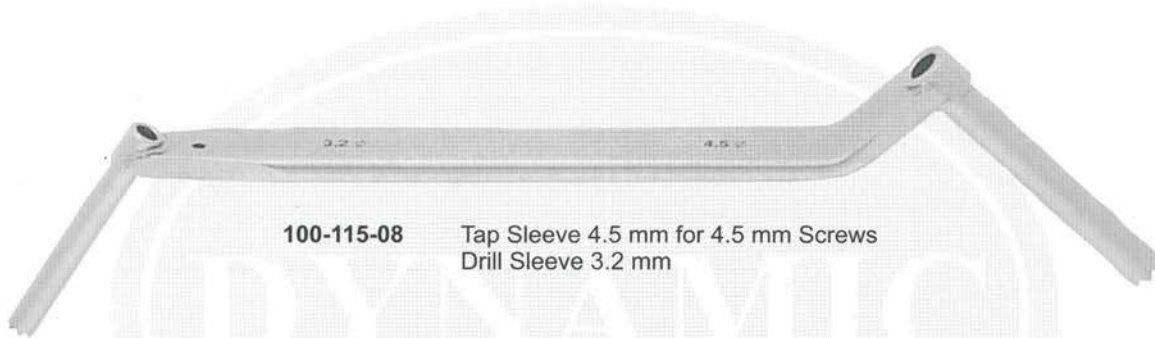 3.2 ⌀ 4.5 ⌀
100-115-08 Tap Sleeve 4.5 mm for 4.5 mm Screws
Drill Sleeve 3.2 mm
DYNAMIC